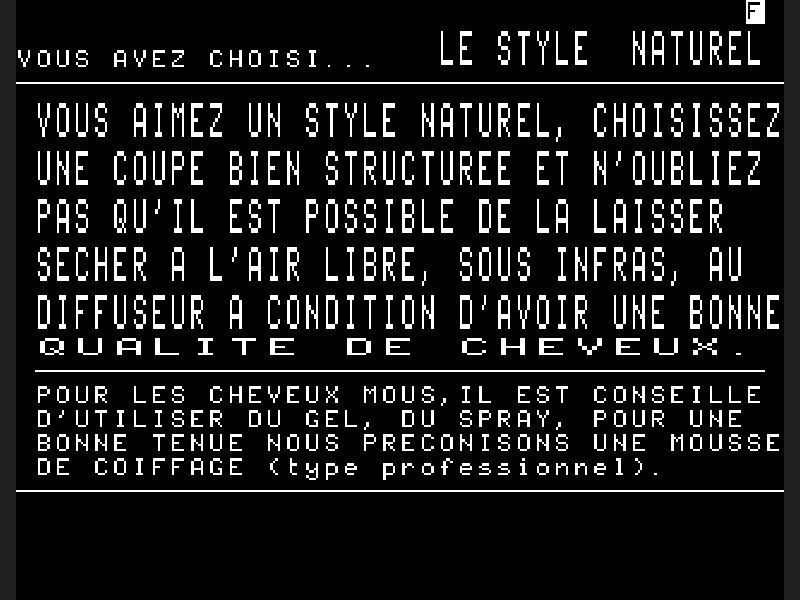 F
VOUS AVEZ CHOISI... LE STYLE NATUREL
VOUS AIMEZ UN STYLE NATUREL, CHOISISSEZ
UNE COUPE BIEN STRUCTUREE ET N'OUBLIEZ
PAS QU'IL EST POSSIBLE DE LA LAISSER
SECHER A L'AIR LIBRE, SOUS INFRAS, AU
DIFFUSEUR A CONDITION D'AVOIR UNE BONNE
QUALITE DE CHEVEUX.
POUR LES CHEVEUX MOUS,IL EST CONSEILLE
D'UTILISER DU GEL, DU SPRAY, POUR UNE
BONNE TENUE NOUS PRECONISONS UNE MOUSSE
DE COIFFAGE (type professionnel).